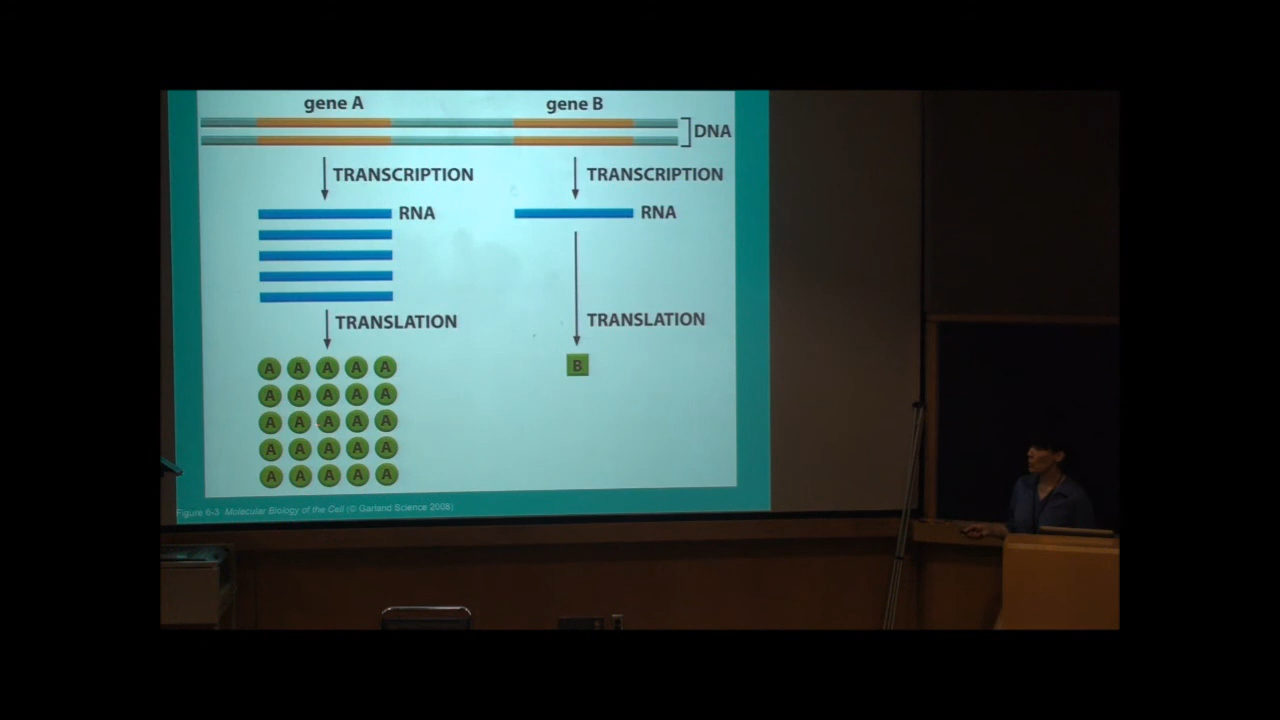 gene A gene B
DNA
TRANSCRIPTION TRANSCRIPTION
RNA RNA
TRANSLATION TRANSLATION
A A A A A B
A A A A A
A A A A A
A A A A A
A A A A A
Figure 6-3 Molecular Biology of the Cell (© Garland Science 2008)